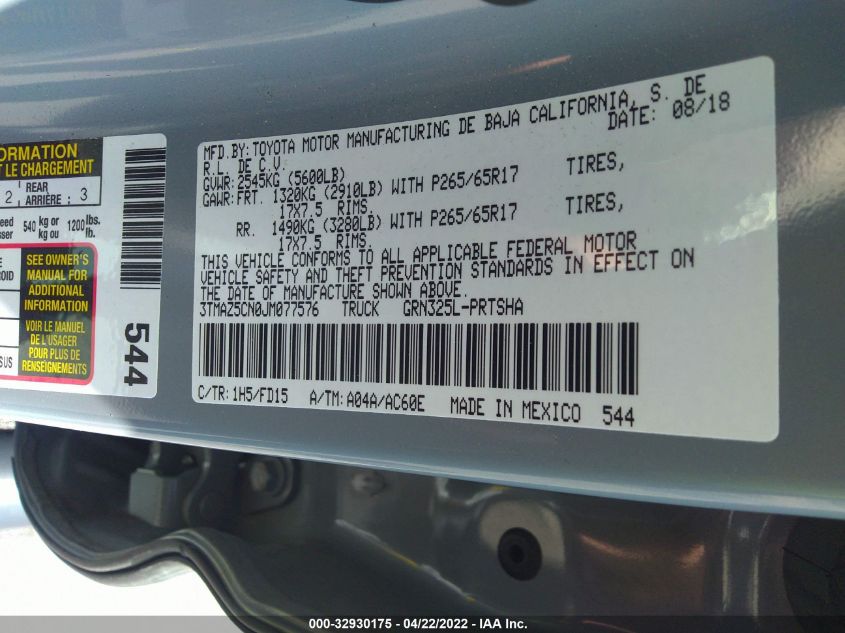 ORMATION
T LE CHARGEMENT
2 REAR ARRIÈRE : 3
eed
sser
540 kg or
kg ou
1200 lbs.
lb.
SEE OWNER'S
MANUAL FOR
ADDITIONAL
INFORMATION
VOIR LE MANUEL
DE L'USAGER
POUR PLUS DE
RENSEIGNEMENTS
544
MFD.BY: TOYOTA MOTOR MANUFACTURING DE BAJA CALIFORNIA, S. DE
R.L. DE C.V. DATE: 08/18
GVWR: 2545KG (5600LB)
GAWR: FRT. 1320KG (2910LB) WITH P265/65R17 TIRES,
17X7.5 RIMS.
RR. 1490KG (3280LB) WITH P265/65R17 TIRES,
17X7.5 RIMS.
THIS VEHICLE CONFORMS TO ALL APPLICABLE FEDERAL MOTOR
VEHICLE SAFETY AND THEFT PREVENTION STANDARDS IN EFFECT ON
THE DATE OF MANUFACTURE SHOWN ABOVE.
3TMAZ5CN0JM077576 TRUCK GRN325L-PRTSHA
C/TR: 1H5/FD15 A/TM: A04A/AC60E MADE IN MEXICO 544
000-32930175 - 04/22/2022 - IAA Inc.